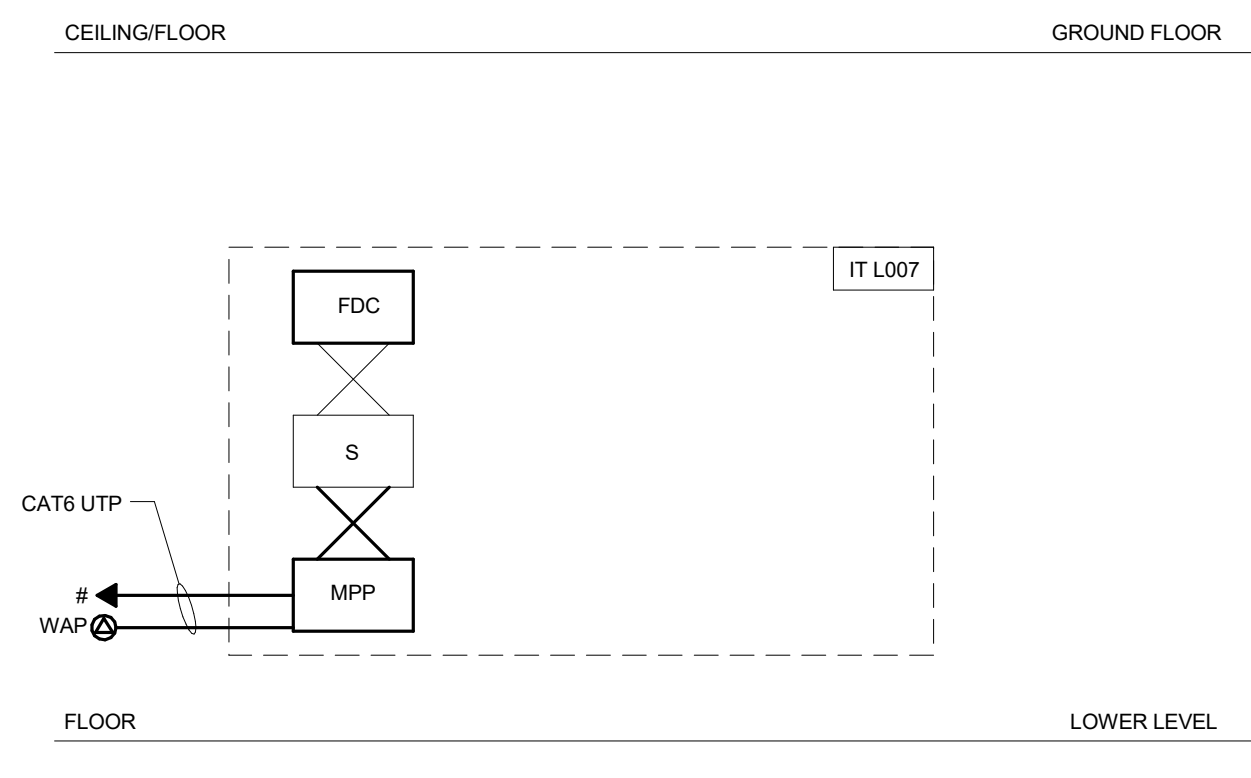 CEILING/FLOOR
GROUND FLOOR
IT L007
FDC
S
CAT6 UTP
MPP
#
WAP
FLOOR
LOWER LEVEL